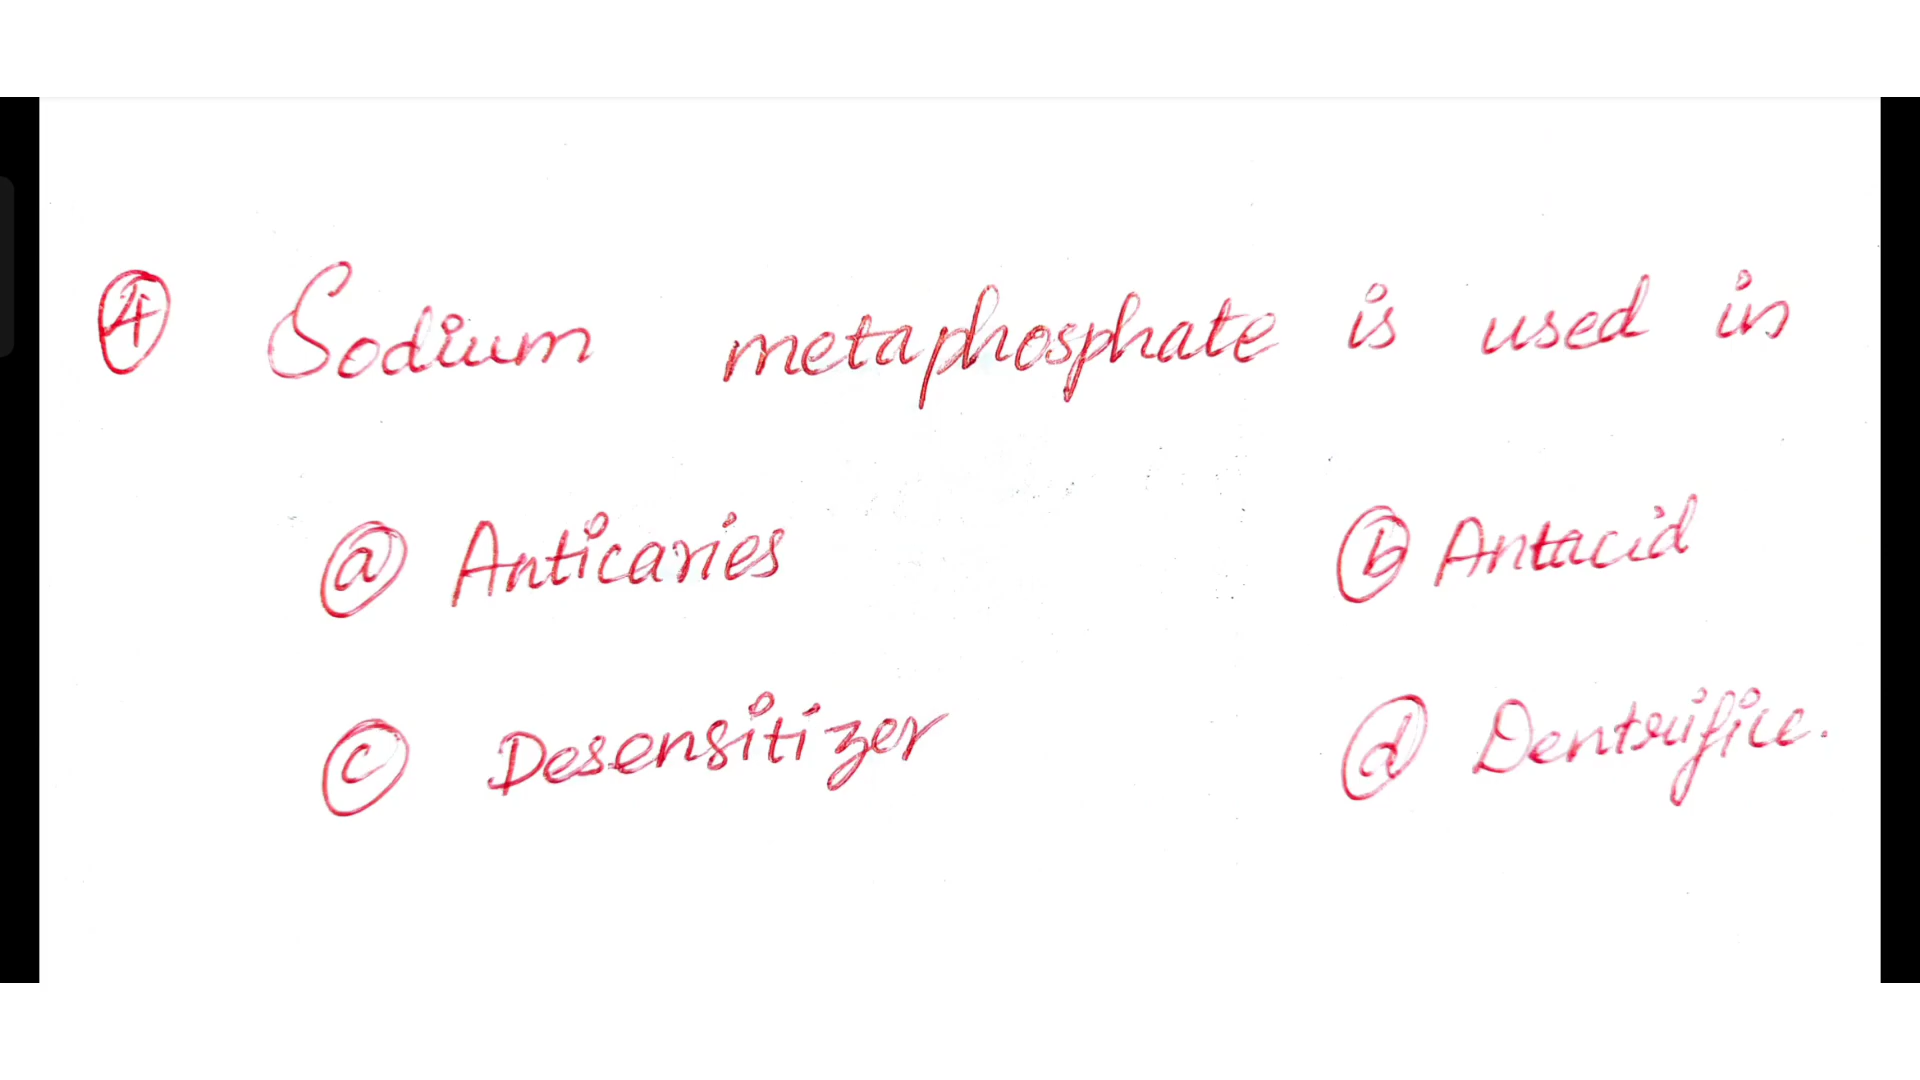 ④ Sodium metaphosphate is used in
ⓐ Anticaries ⓑ Antacid
ⓒ Desensitizer ⓓ Dentrifice.